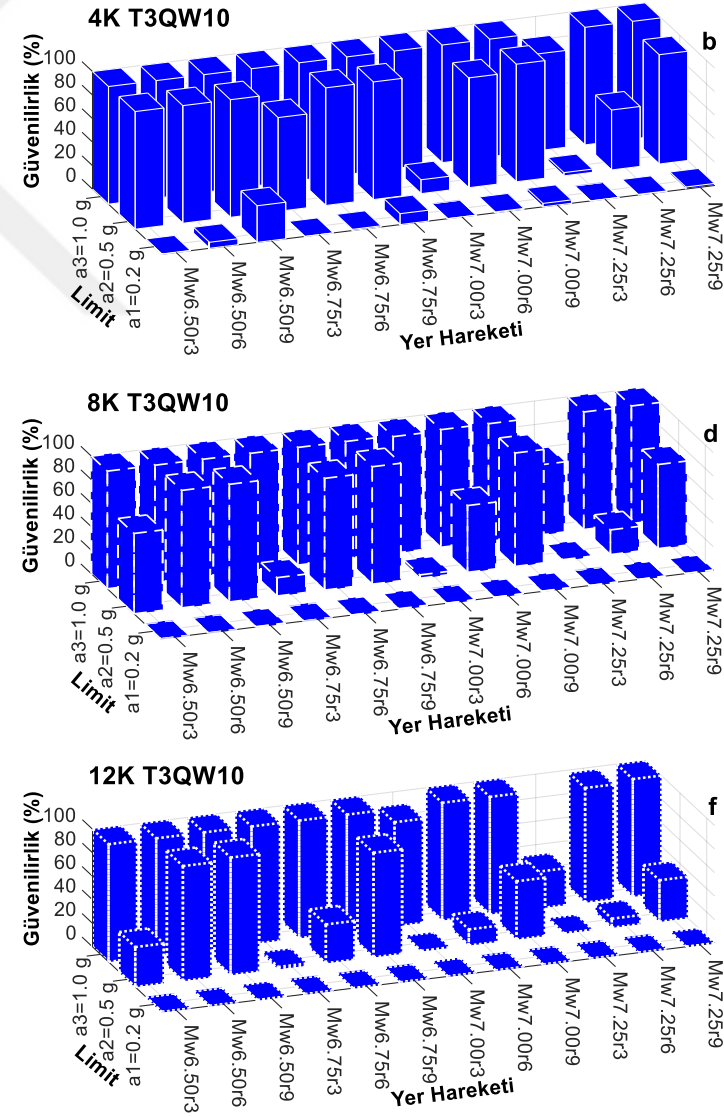 4K T3QW10
b
Güvenilirlik (%)
100
80
60
40
20
0
a3=1.0 g
a2=0.5 g
a1=0.2 g
Limit
Mw6.50r3
Mw6.50r6
Mw6.50r9
Mw6.75r3
Mw6.75r6
Mw6.75r9
Mw7.00r3
Mw7.00r6
Mw7.00r9
Mw7.25r3
Mw7.25r6
Mw7.25r9
Yer Hareketi
8K T3QW10
d
Güvenilirlik (%)
100
80
60
40
20
0
a3=1.0 g
a2=0.5 g
a1=0.2 g
Limit
Mw6.50r3
Mw6.50r6
Mw6.50r9
Mw6.75r3
Mw6.75r6
Mw6.75r9
Mw7.00r3
Mw7.00r6
Mw7.00r9
Mw7.25r3
Mw7.25r6
Mw7.25r9
Yer Hareketi
12K T3QW10
f
Güvenilirlik (%)
100
80
60
40
20
0
a3=1.0 g
a2=0.5 g
a1=0.2 g
Limit
Mw6.50r3
Mw6.50r6
Mw6.50r9
Mw6.75r3
Mw6.75r6
Mw6.75r9
Mw7.00r3
Mw7.00r6
Mw7.00r9
Mw7.25r3
Mw7.25r6
Mw7.25r9
Yer Hareketi